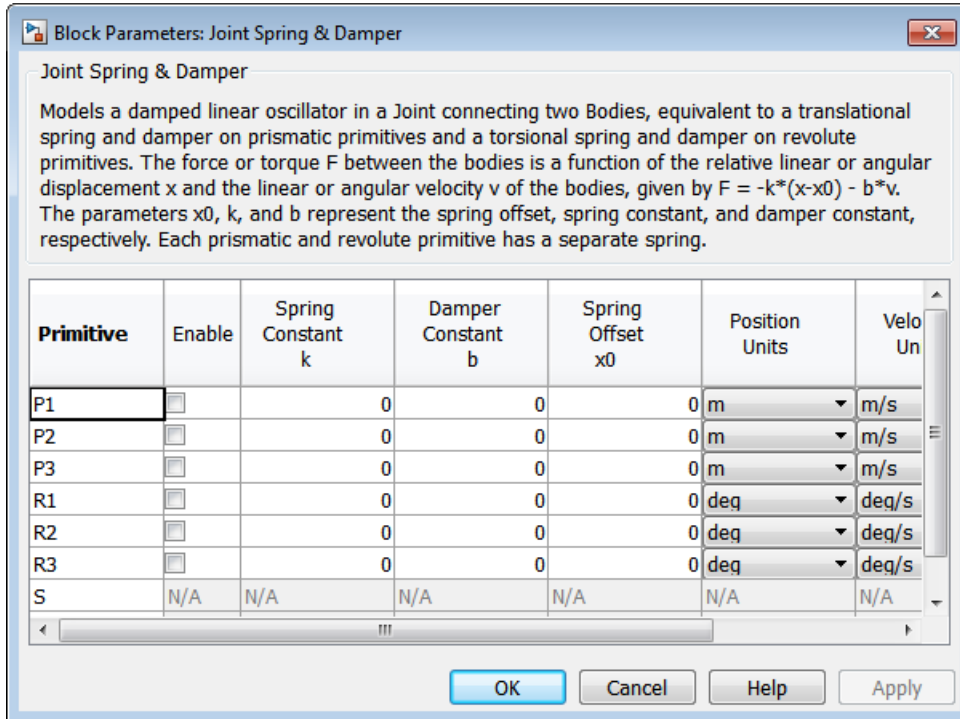 Block Parameters: Joint Spring & Damper
Joint Spring & Damper
Models a damped linear oscillator in a Joint connecting two Bodies, equivalent to a translational
spring and damper on prismatic primitives and a torsional spring and damper on revolute
primitives. The force or torque F between the bodies is a function of the relative linear or angular
displacement x and the linear or angular velocity v of the bodies, given by F = -k*(x-x0) - b*v.
The parameters x0, k, and b represent the spring offset, spring constant, and damper constant,
respectively. Each prismatic and revolute primitive has a separate spring.
Primitive Enable Spring Constant k Damper Constant b Spring Offset x0 Position Units Velo Un
P1 0 0 0 m m/s
P2 0 0 0 m m/s
P3 0 0 0 m m/s
R1 0 0 0 deg deg/s
R2 0 0 0 deg deg/s
R3 0 0 0 deg deg/s
S N/A N/A N/A N/A N/A N/A
OK Cancel Help Apply